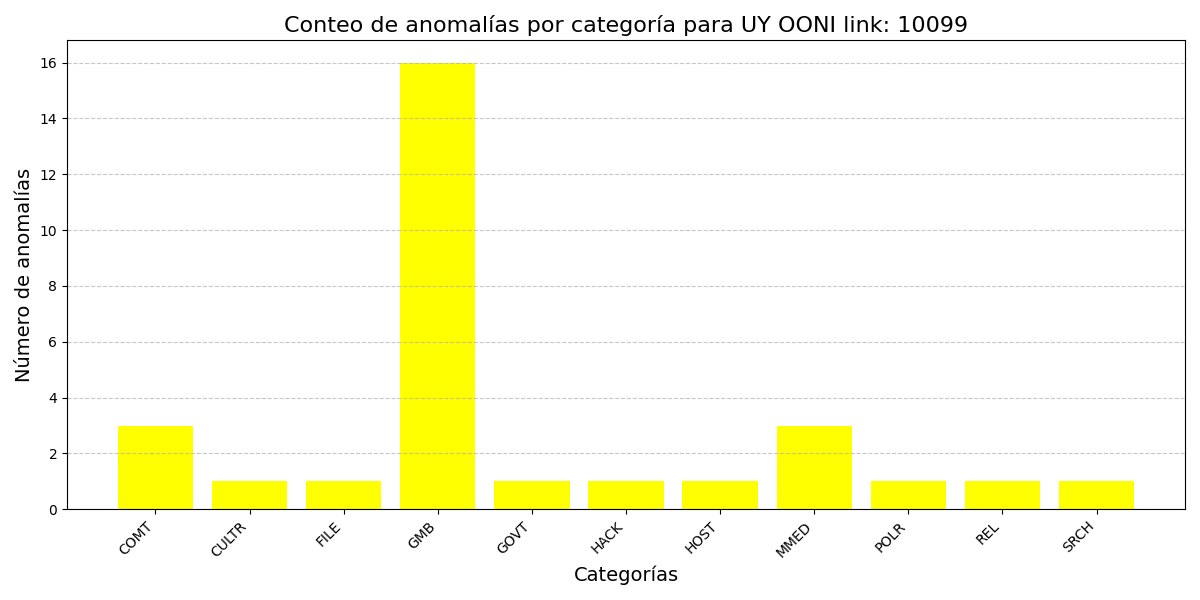 Conteo de anomalías por categoría para UY OONI link: 10099
Número de anomalías
16
14
12
10
8
6
4
2
0
COMT
CULTR
FILE
GMB
GOVT
HACK
HOST
MMED
POLR
REL
SRCH
Categorías